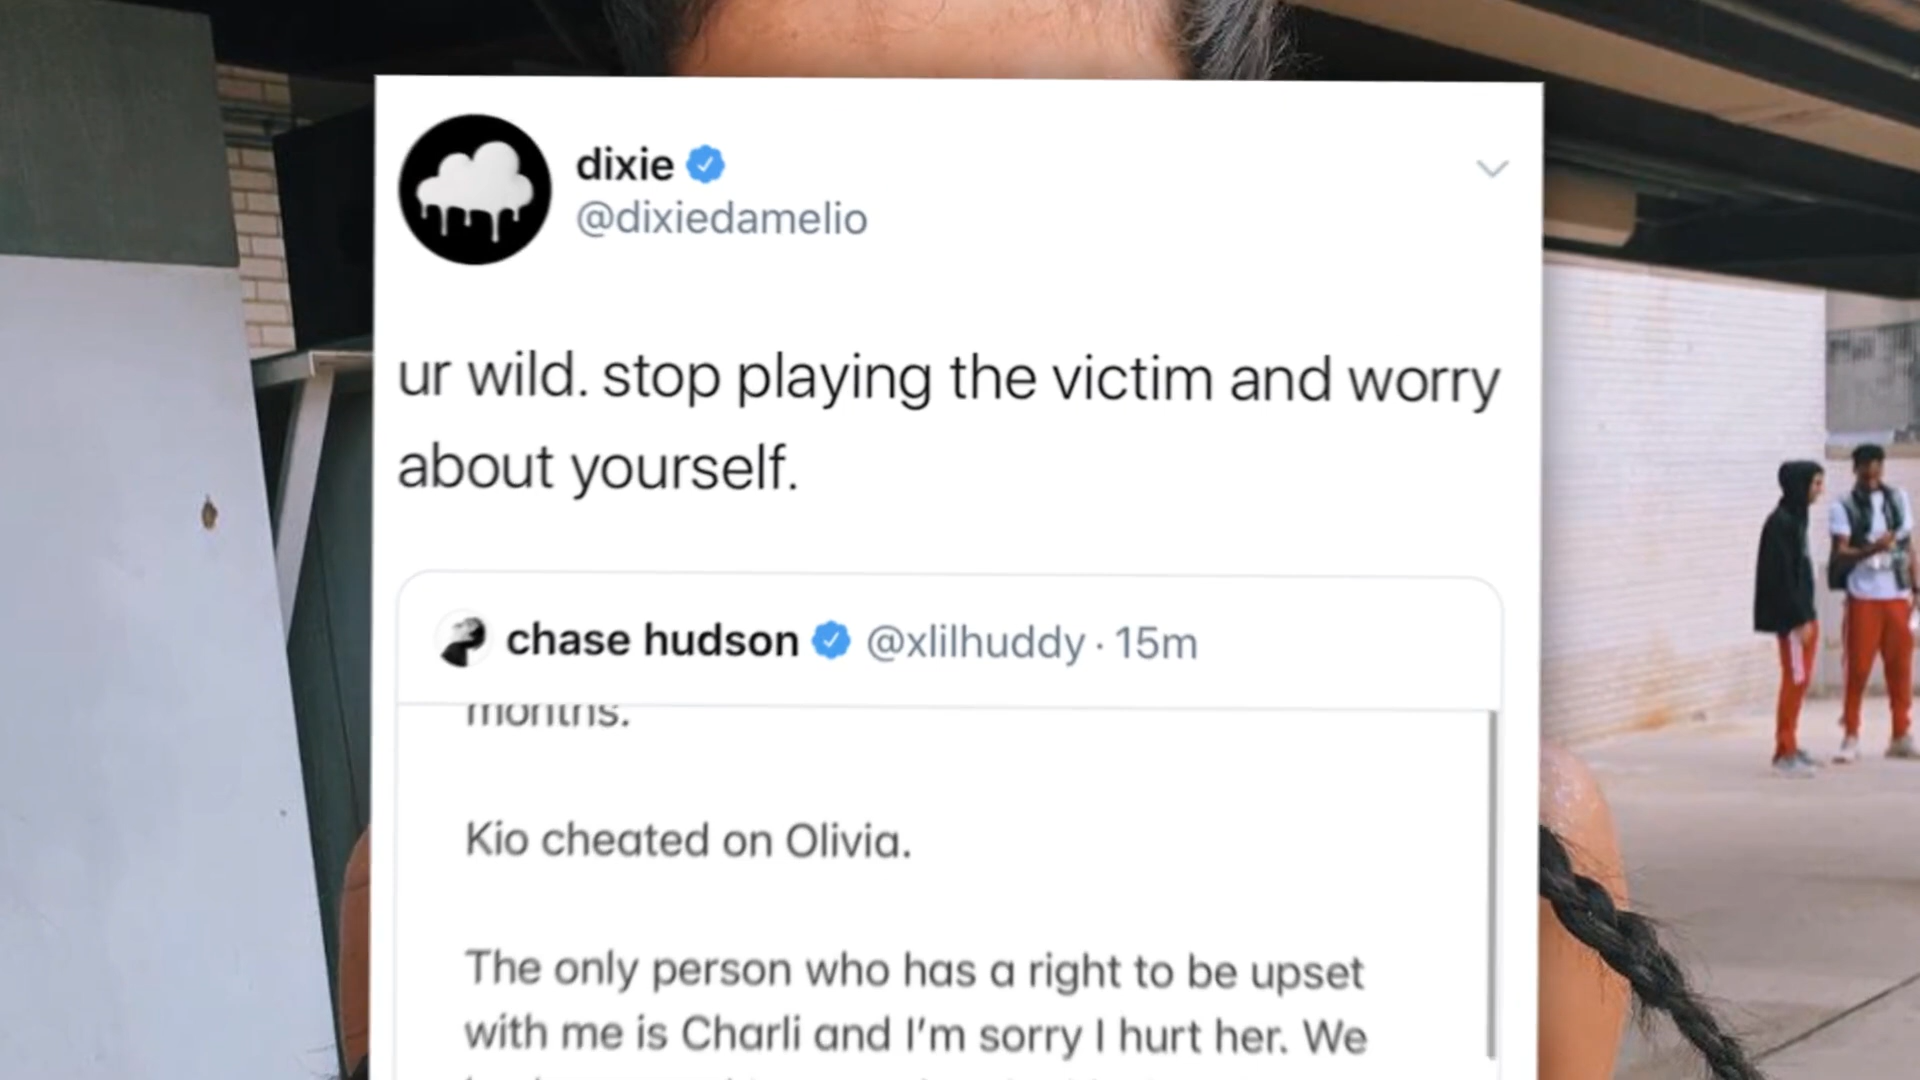 dixie
@dixiedamelio
ur wild. stop playing the victim and worry
about yourself.
chase hudson @xlilhuddy · 15m
months.
Kio cheated on Olivia.
The only person who has a right to be upset
with me is Charli and I'm sorry I hurt her. We